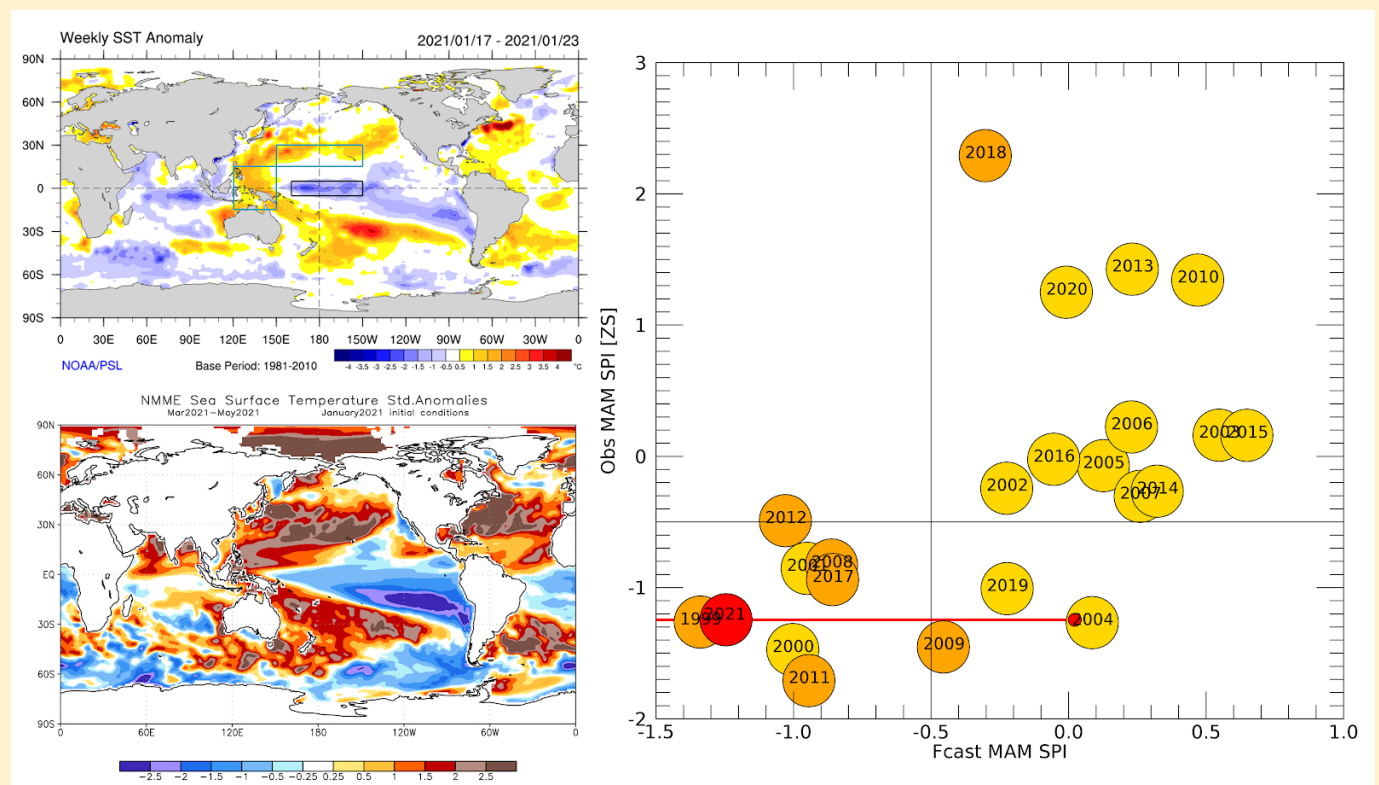 Weekly SST Anomaly
2021/01/17 - 2021/01/23
90N
60N
30N
0
30S
60S
90S
0 30E 60E 90E 120E 150E 180 150W 120W 90W 60W 30W 0
NOAA/PSL
Base Period: 1981-2010
-4 -3.5 -3 -2.5 -2 -1.5 -1 -0.5 0.5 1 1.5 2 2.5 3 3.5 4 °C
NMME Sea Surface Temperature Std.Anomalies
Mar2021-May2021 January2021 initial conditions
90N
60N
30N
EQ
30S
60S
90S
0 60E 120E 180 120W 60W 0
-2.5 -2 -1.5 -1 -0.5 -0.25 0.25 0.5 1 1.5 2 2.5
Obs MAM SPI [ZS]
3
2
1
0
-1
-2
-1.5 -1.0 -0.5 0.0 0.5 1.0
Fcast MAM SPI
2018
2013
2010
2020
2006
2015
2016
2005
2014
2007
2002
2012
2008
2017
2019
1999
2021
2004
2009
2000
2011